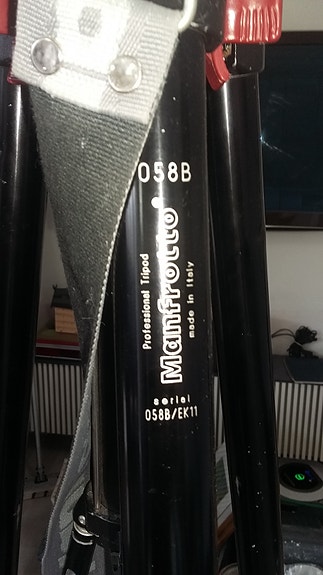 058B
Professional Tripod
Manfrotto
made in Italy
serial
058B/EK11